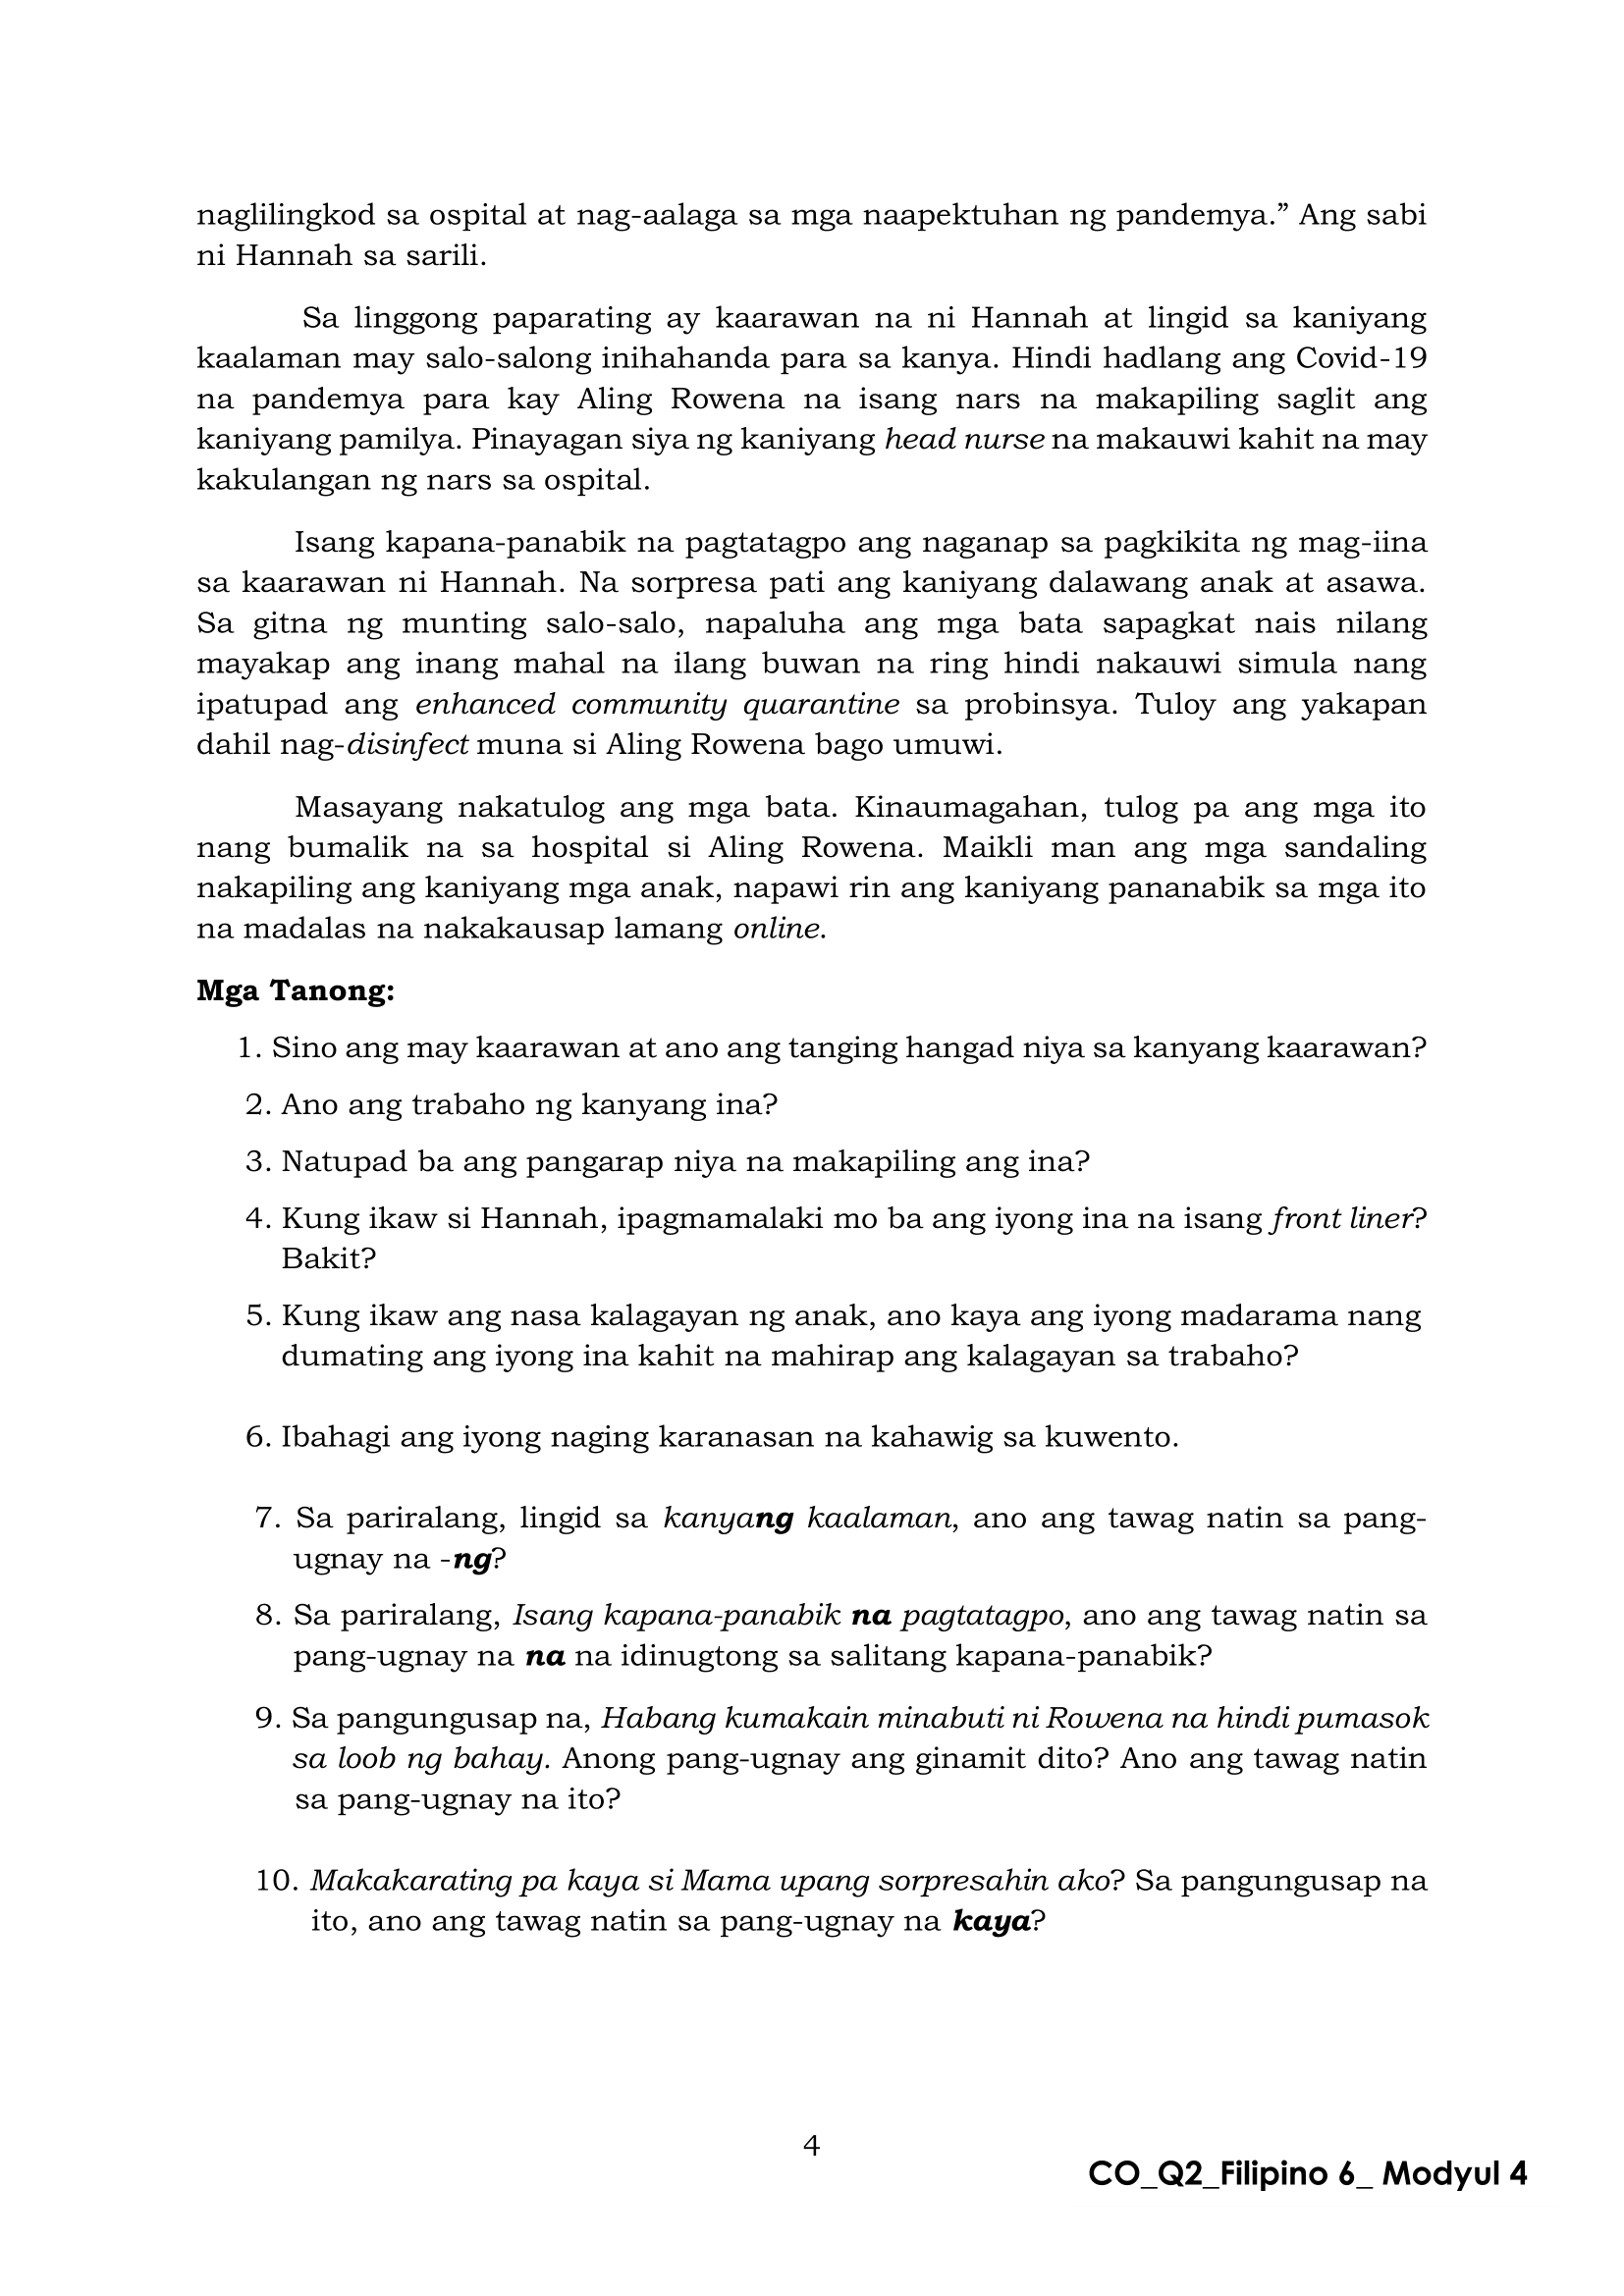 naglilingkod sa ospital at nag-aalaga sa mga naapektuhan ng pandemya.” Ang sabi
ni Hannah sa sarili.
Sa linggong paparating ay kaarawan na ni Hannah at lingid sa kaniyang
kaalaman may salo-salong inihahanda para sa kanya. Hindi hadlang ang Covid-19
na pandemya para kay Aling Rowena na isang nars na makapiling saglit ang
kaniyang pamilya. Pinayagan siya ng kaniyang head nurse na makauwi kahit na may
kakulangan ng nars sa ospital.
Isang kapana-panabik na pagtatagpo ang naganap sa pagkikita ng mag-iina
sa kaarawan ni Hannah. Na sorpresa pati ang kaniyang dalawang anak at asawa.
Sa gitna ng munting salo-salo, napaluha ang mga bata sapagkat nais nilang
mayakap ang inang mahal na ilang buwan na ring hindi nakauwi simula nang
ipatupad ang enhanced community quarantine sa probinsya. Tuloy ang yakapan
dahil nag-disinfect muna si Aling Rowena bago umuwi.
Masayang nakatulog ang mga bata. Kinaumagahan, tulog pa ang mga ito
nang bumalik na sa hospital si Aling Rowena. Maikli man ang mga sandaling
nakapiling ang kaniyang mga anak, napawi rin ang kaniyang pananabik sa mga ito
na madalas na nakakausap lamang online.
Mga Tanong:
1. Sino ang may kaarawan at ano ang tanging hangad niya sa kanyang kaarawan?
2. Ano ang trabaho ng kanyang ina?
3. Natupad ba ang pangarap niya na makapiling ang ina?
4. Kung ikaw si Hannah, ipagmamalaki mo ba ang iyong ina na isang front liner?
Bakit?
5. Kung ikaw ang nasa kalagayan ng anak, ano kaya ang iyong madarama nang
dumating ang iyong ina kahit na mahirap ang kalagayan sa trabaho?
6. Ibahagi ang iyong naging karanasan na kahawig sa kuwento.
7. Sa pariralang, lingid sa kanyang kaalaman, ano ang tawag natin sa pang-
ugnay na -ng?
8. Sa pariralang, Isang kapana-panabik na pagtatagpo, ano ang tawag natin sa
pang-ugnay na na na idinugtong sa salitang kapana-panabik?
9. Sa pangungusap na, Habang kumakain minabuti ni Rowena na hindi pumasok
sa loob ng bahay. Anong pang-ugnay ang ginamit dito? Ano ang tawag natin
sa pang-ugnay na ito?
10. Makakarating pa kaya si Mama upang sorpresahin ako? Sa pangungusap na
ito, ano ang tawag natin sa pang-ugnay na kaya?
4
CO_Q2_Filipino 6_ Modyul 4